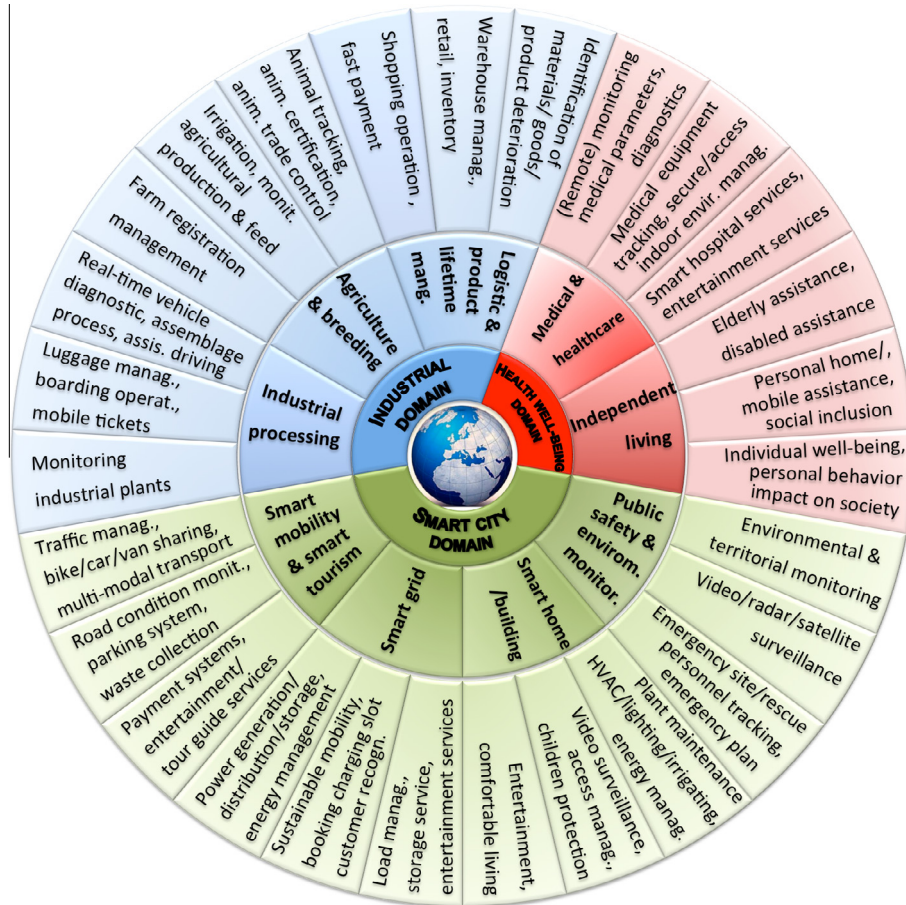 INDUSTRIAL
DOMAIN
HEALTH WELL-BEING
DOMAIN
SMART CITY
DOMAIN
Logistic &
product
lifetime
mang.
Medical &
healthcare
Independent
living
Public
safety &
environm.
monitor.
Smart home
/building
Smart grid
Smart
mobility
& smart
tourism
Industrial
processing
Agriculture
& breeding
Identification of
materials/ goods/
product deterioration
(Remote) monitoring
medical parameters,
diagnostics
Medical equipment
tracking, secure/access
indoor envir. manag.
Smart hospital services,
entertainment services
Elderly assistance,
disabled assistance
Personal home/,
mobile assistance,
social inclusion
Individual well-being,
personal behavior
impact on society
Environmental &
territorial monitoring
Video/radar/satellite
surveillance
Emergency site/rescue
personnel tracking,
emergency plan
Plant maintenance
HVAC/lighting/irrigating,
energy manag.
Video surveillance,
access manag.,
children protection
Entertainment,
comfortable living
Load manag.,
storage service,
entertainment services
Sustainable mobility,
booking charging slot
customer recogn.
Power generation/
distribution/storage,
energy management
Payment systems,
entertainment/
tour guide services
Road condition monit.,
parking system,
waste collection
Traffic manag.,
bike/car/van sharing,
multi-modal transport
Monitoring
industrial plants
Luggage manag.,
boarding operat.,
mobile tickets
Real-time vehicle
diagnostic, assemblage
process, assis. driving
Farm registration
management
Irrigation, monit.
agricultural
production & feed
Animal tracking,
anim. certification,
anim. trade control
Shopping operation ,
fast payment
Warehouse manag.,
retail, inventory